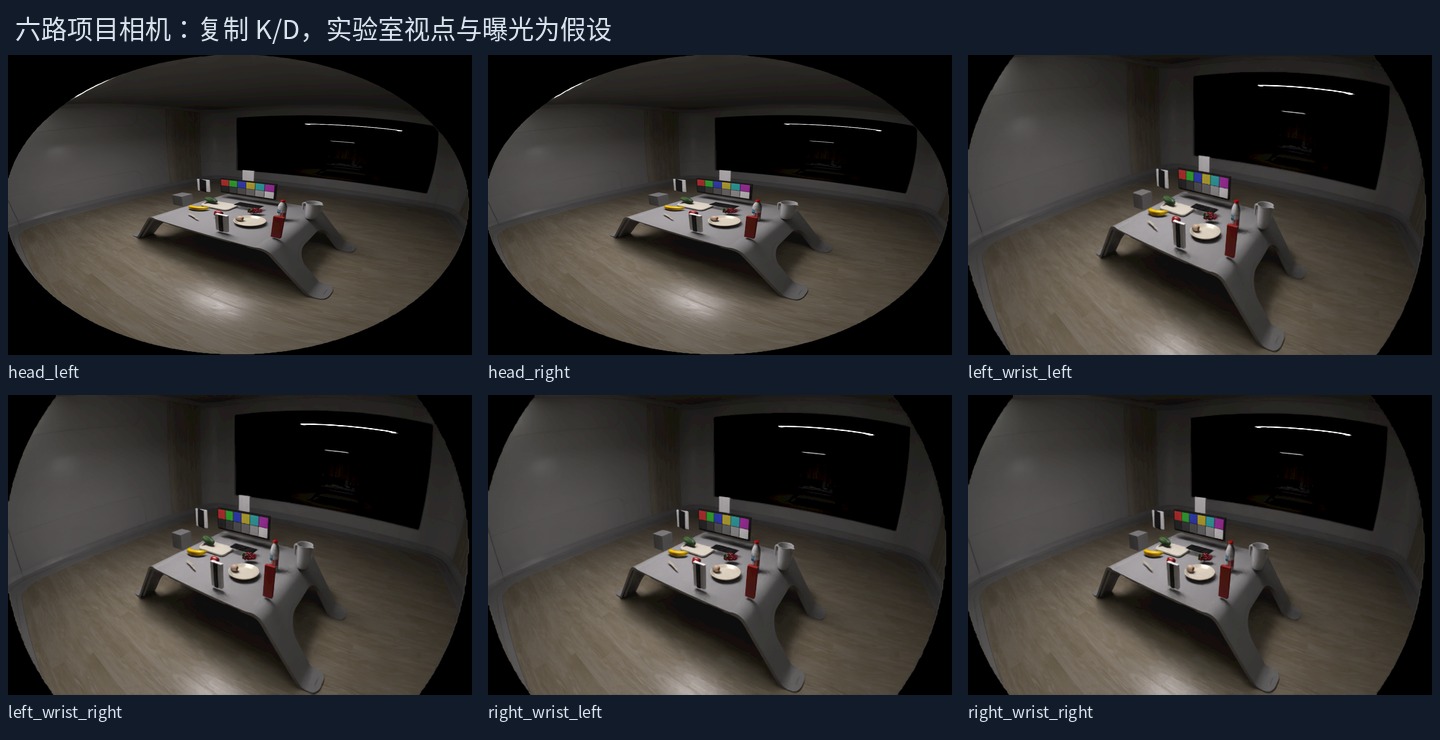 六路项目相机：复制 K/D，实验室视点与曝光为假设
head_left
head_right
left_wrist_left
left_wrist_right
right_wrist_left
right_wrist_right